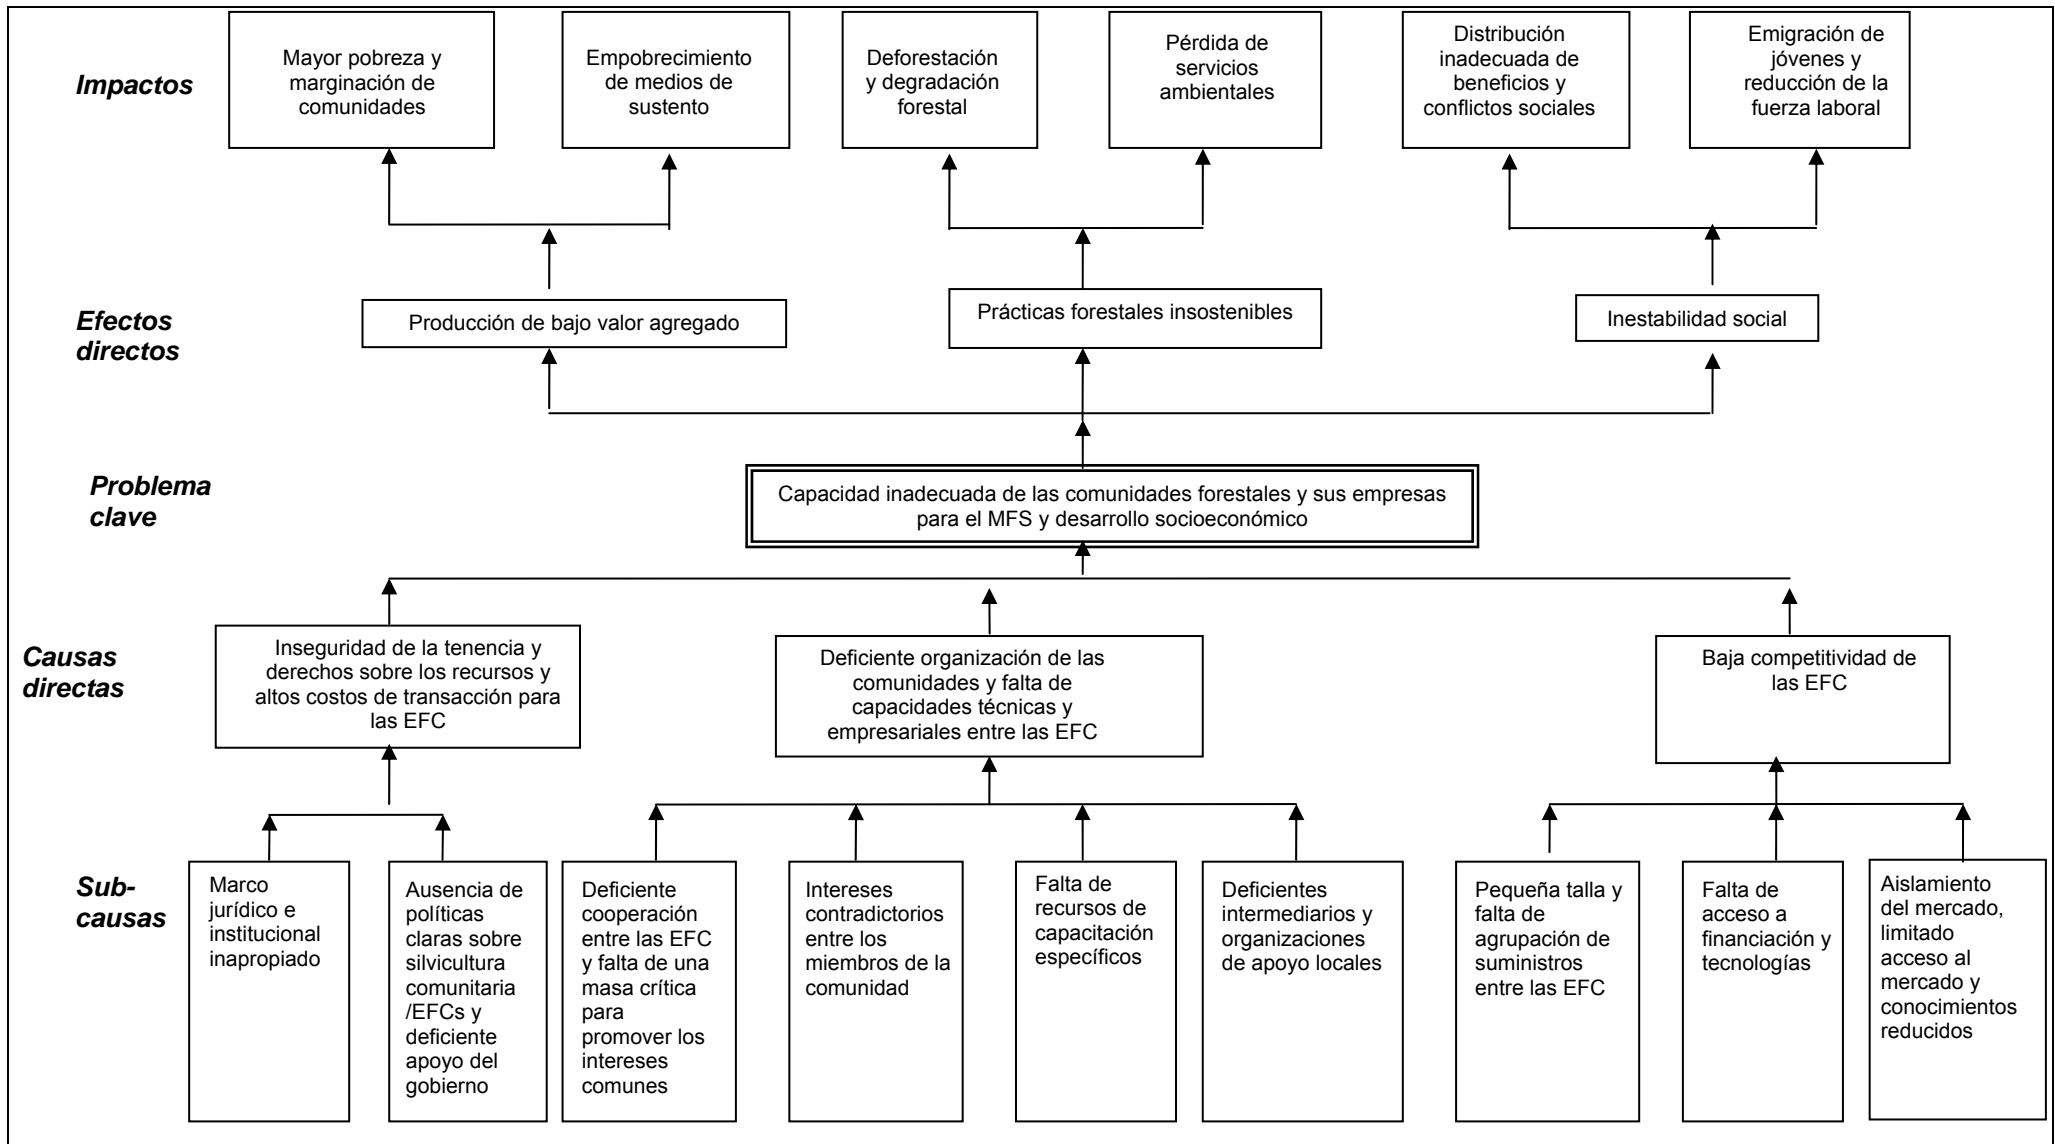 Impactos
Mayor pobreza y
marginación de
comunidades
Empobrecimiento
de medios de
sustento
Deforestación
y degradación
forestal
Pérdida de
servicios
ambientales
Distribución
inadecuada de
beneficios y
conflictos sociales
Emigración de
jóvenes y
reducción de la
fuerza laboral
Efectos
directos
Producción de bajo valor agregado
Prácticas forestales insostenibles
Inestabilidad social
Problema
clave
Capacidad inadecuada de las comunidades forestales y sus empresas
para el MFS y desarrollo socioeconómico
Causas
directas
Inseguridad de la tenencia y
derechos sobre los recursos y
altos costos de transacción para
las EFC
Deficiente organización de las
comunidades y falta de
capacidades técnicas y
empresariales entre las EFC
Baja competitividad de
las EFC
Sub-
causas
Marco
jurídico e
institucional
inapropiado
Ausencia de
políticas
claras sobre
silvicultura
comunitaria
/EFCs y
deficiente
apoyo del
gobierno
Deficiente
cooperación
entre las EFC
y falta de una
masa crítica
para
promover los
intereses
comunes
Intereses
contradictorios
entre los
miembros de la
comunidad
Falta de
recursos de
capacitación
específicos
Deficientes
intermediarios y
organizaciones
de apoyo locales
Pequeña talla y
falta de
agrupación de
suministros
entre las EFC
Falta de
acceso a
financiación y
tecnologías
Aislamiento
del mercado,
limitado
acceso al
mercado y
conocimientos
reducidos